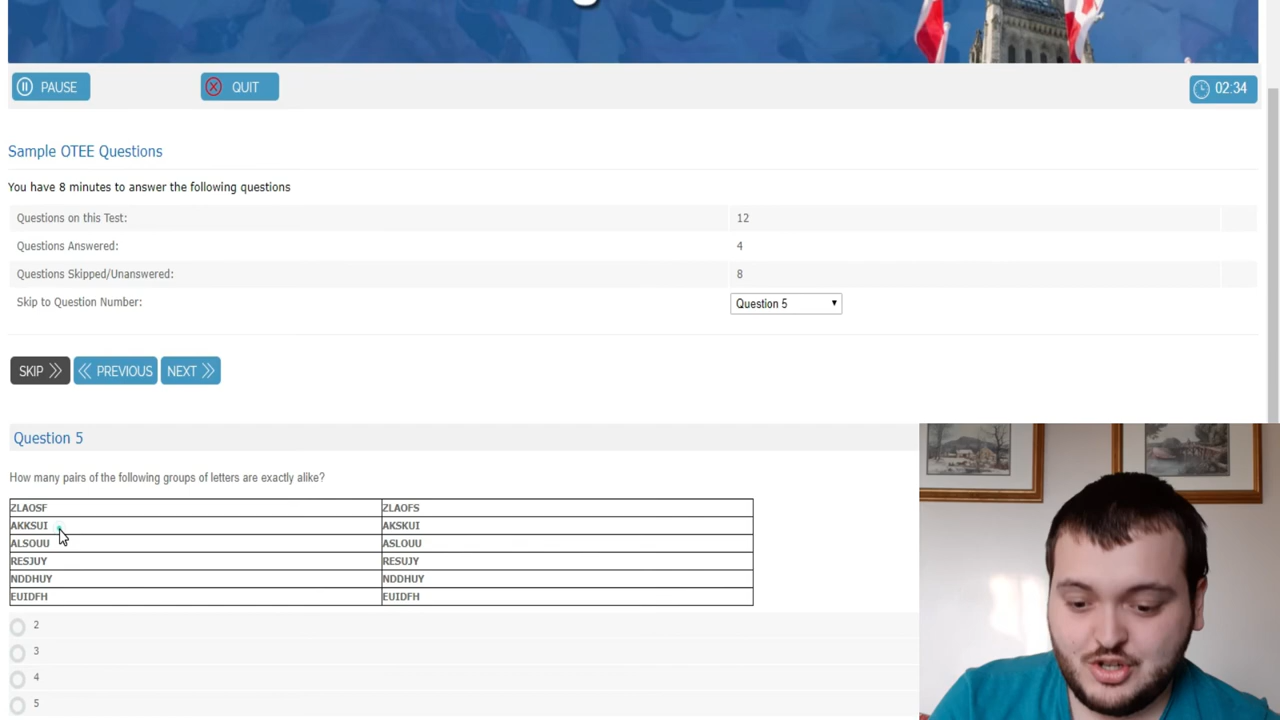 PAUSE QUIT 02:34
Sample OTEE Questions
You have 8 minutes to answer the following questions
Questions on this Test: 12
Questions Answered: 4
Questions Skipped/Unanswered: 8
Skip to Question Number: Question 5
SKIP PREVIOUS NEXT
Question 5
How many pairs of the following groups of letters are exactly alike?
ZLAOSF ZLAOFS
AKKSUI AKSKUI
ALSOUU ASLOUU
RESJUY RESUJY
NDDHUY NDDHUY
EUIDFH EUIDFH
2
3
4
5